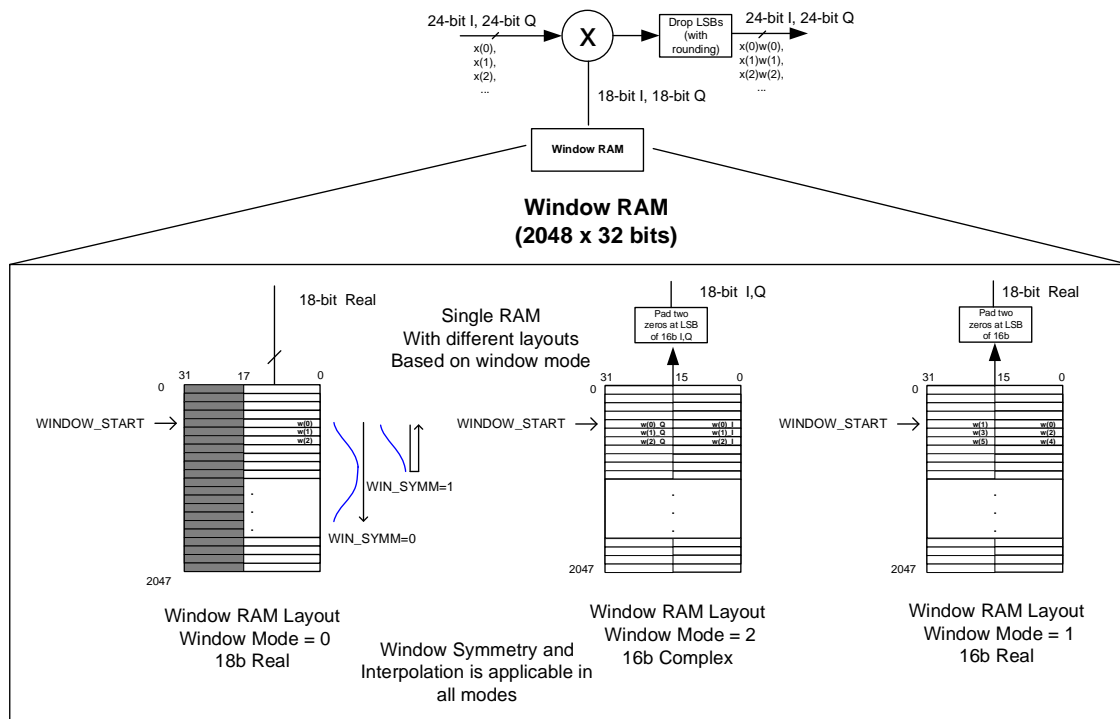 24-bit I, 24-bit Q
x(0),
x(1),
x(2),
...
X
Drop LSBs
(with
rounding)
24-bit I, 24-bit Q
x(0)w(0),
x(1)w(1),
x(2)w(2),
...
18-bit I, 18-bit Q
Window RAM
Window RAM
(2048 x 32 bits)
18-bit Real
Single RAM
With different layouts
Based on window mode
18-bit I,Q
Pad two
zeros at LSB
of 16b I,Q
18-bit Real
Pad two
zeros at LSB
of 16b
31 17 0
0
WINDOW_START
w(0)
w(1)
w(2)
.
.
.
2047
WIN_SYMM=1
WIN_SYMM=0
31 15 0
0
WINDOW_START
w(0)_Q w(0)_I
w(1)_Q w(1)_I
w(2)_Q w(2)_I
.
.
.
2047
31 15 0
0
WINDOW_START
w(1) w(0)
w(3) w(2)
w(5) w(4)
.
.
.
2047
Window RAM Layout
Window Mode = 0
18b Real
Window Symmetry and
Interpolation is applicable in
all modes
Window RAM Layout
Window Mode = 2
16b Complex
Window RAM Layout
Window Mode = 1
16b Real